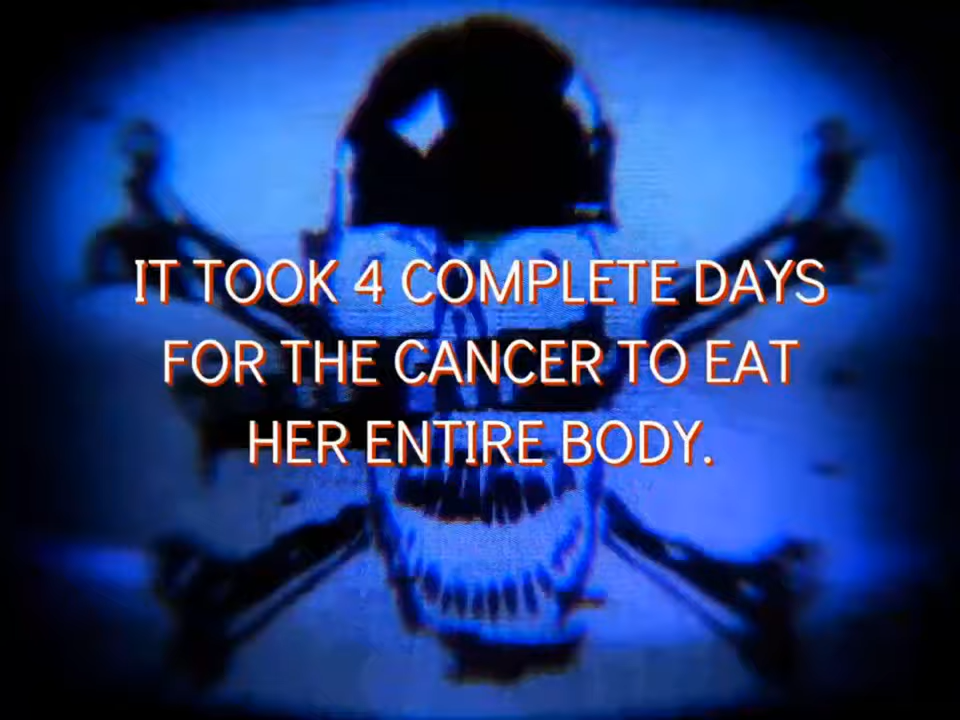 IT TOOK 4 COMPLETE DAYS
FOR THE CANCER TO EAT
HER ENTIRE BODY.